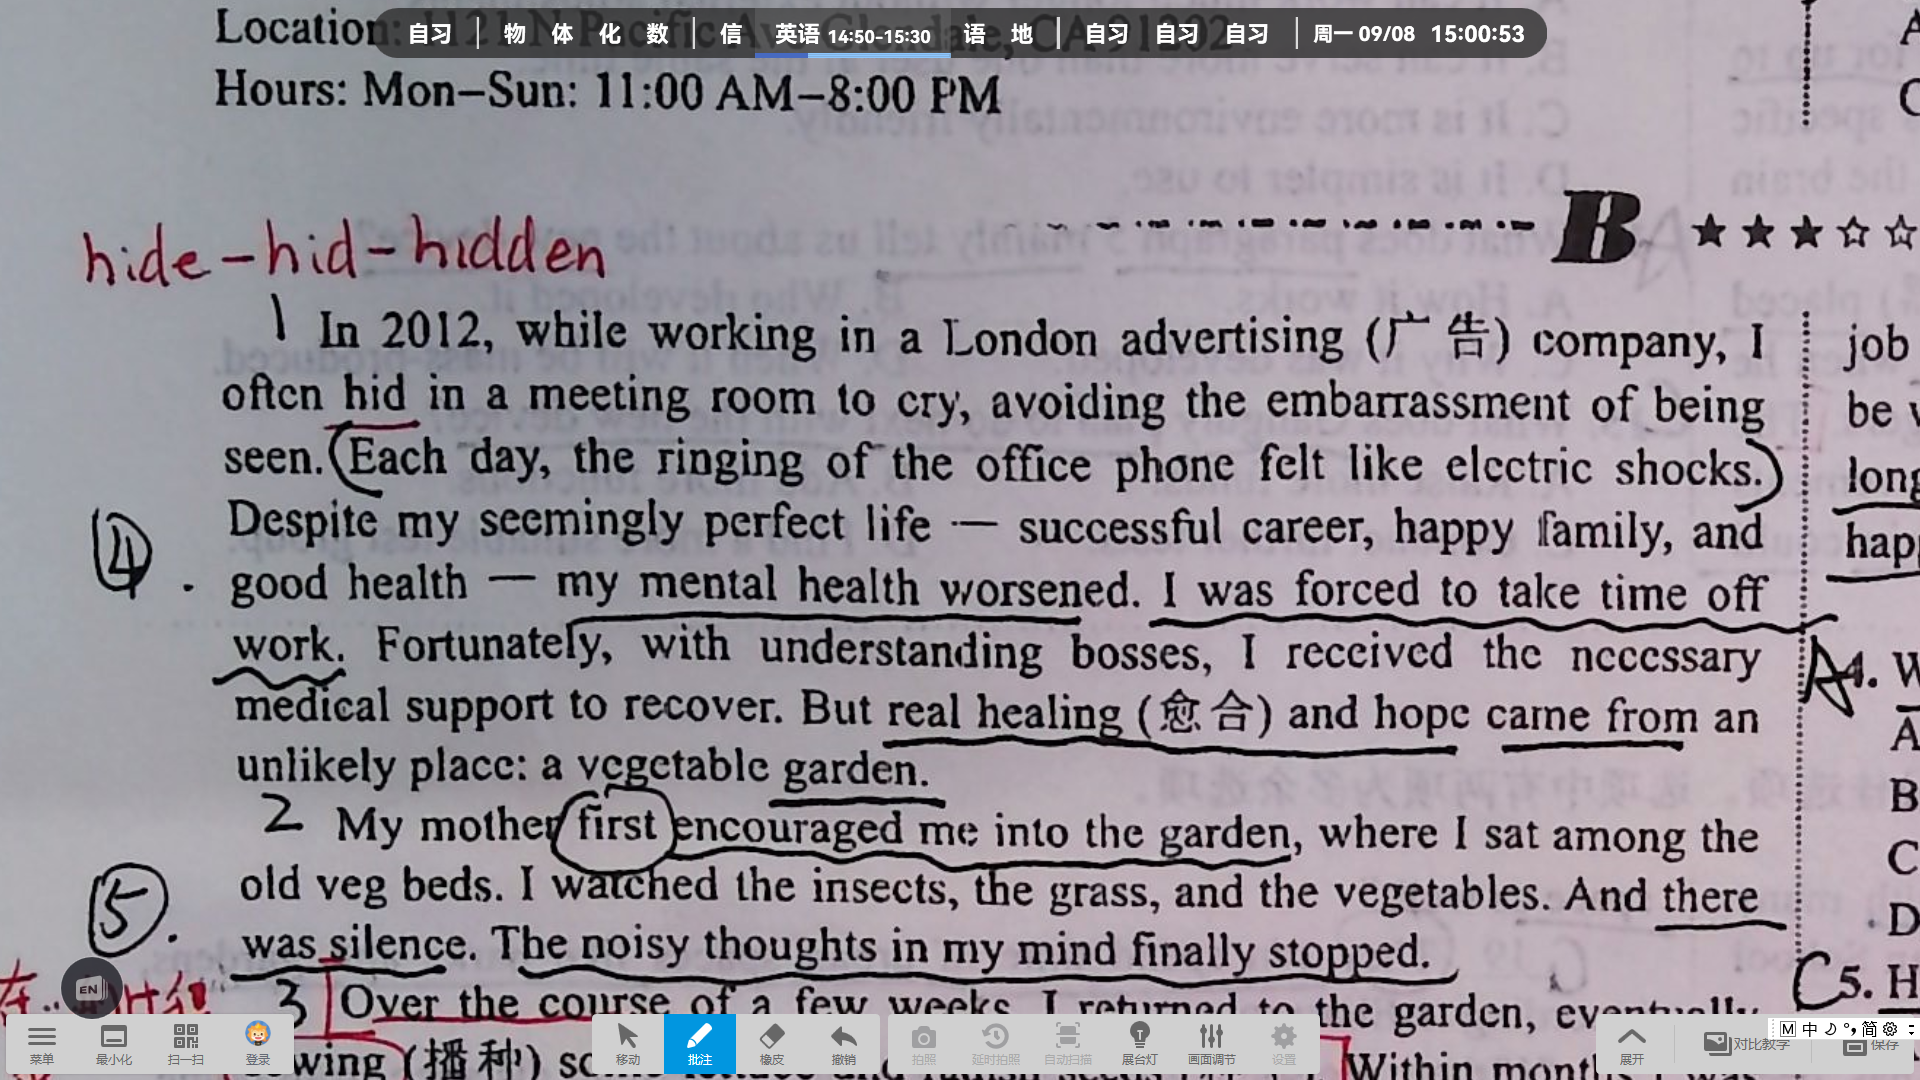 自习 物 体 化 数 信 英语 14:50-15:30 语 地 自习 自习 自习 周一 09/08 15:00:53
Location: 1121 N Pacific Ave Glendale, CA 91202
Hours: Mon–Sun: 11:00 AM–8:00 PM
B
hide-hid-hidden
1 In 2012, while working in a London advertising (广告) company, I
often hid in a meeting room to cry, avoiding the embarrassment of being
seen. Each day, the ringing of the office phone felt like electric shocks.
Despite my seemingly perfect life — successful career, happy family, and
④ good health — my mental health worsened. I was forced to take time off
work. Fortunately, with understanding bosses, I received the necessary
medical support to recover. But real healing (愈合) and hope came from an
unlikely place: a vegetable garden.
2 My mother first encouraged me into the garden, where I sat among the
⑤ old veg beds. I watched the insects, the grass, and the vegetables. And there
was silence. The noisy thoughts in my mind finally stopped.
3 Over the course of a few weeks, I returned to the garden, eventually
(播种)
Within months I was
job
be
long
A 4.
A
B
C
D
C 5. H
EN
菜单 最小化 扫一扫 登录 移动 批注 橡皮 撤销 拍照 延时拍照 自动扫描 展台灯 画面调节 设置 展开 对比教学 保存
M 中 简